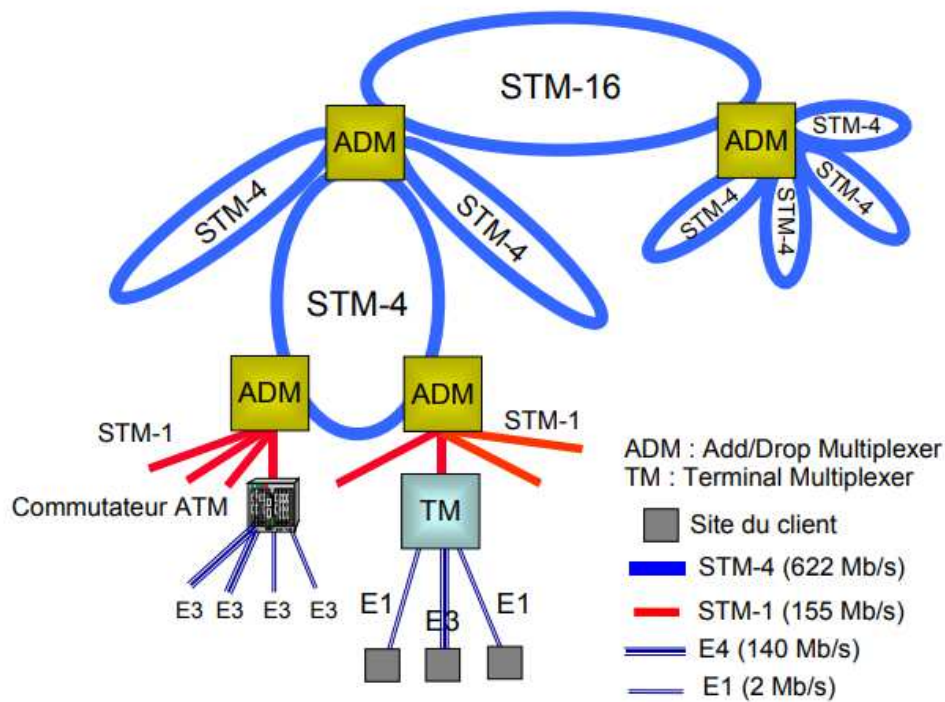 STM-16
ADM
ADM
STM-4
STM-4
STM-4
STM-4
STM-4
STM-4
STM-4
ADM
ADM
STM-1
STM-1
Commutateur ATM
TM
E3
E3
E3
E3
E1
E3
E1
ADM : Add/Drop Multiplexer
TM : Terminal Multiplexer
Site du client
STM-4 (622 Mb/s)
STM-1 (155 Mb/s)
E4 (140 Mb/s)
E1 (2 Mb/s)